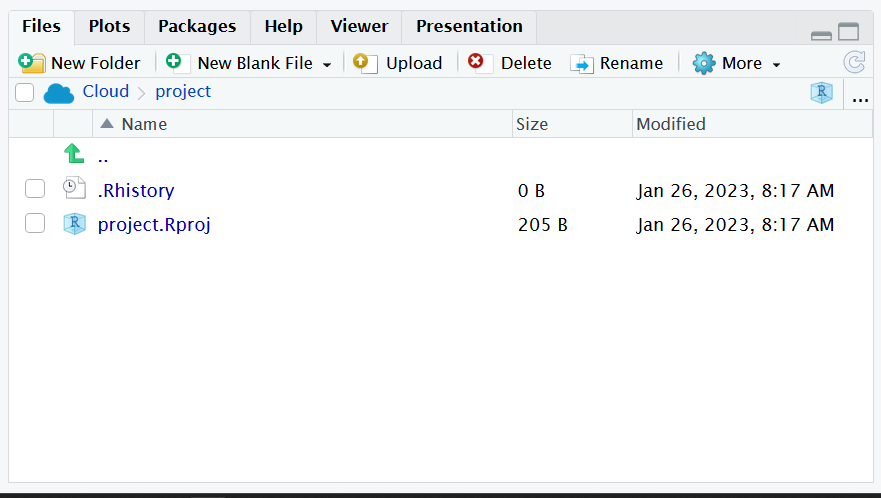 Files Plots Packages Help Viewer Presentation
New Folder New Blank File Upload Delete Rename More
Cloud project R ...
Name Size Modified
..
.Rhistory 0 B Jan 26, 2023, 8:17 AM
R project.Rproj 205 B Jan 26, 2023, 8:17 AM